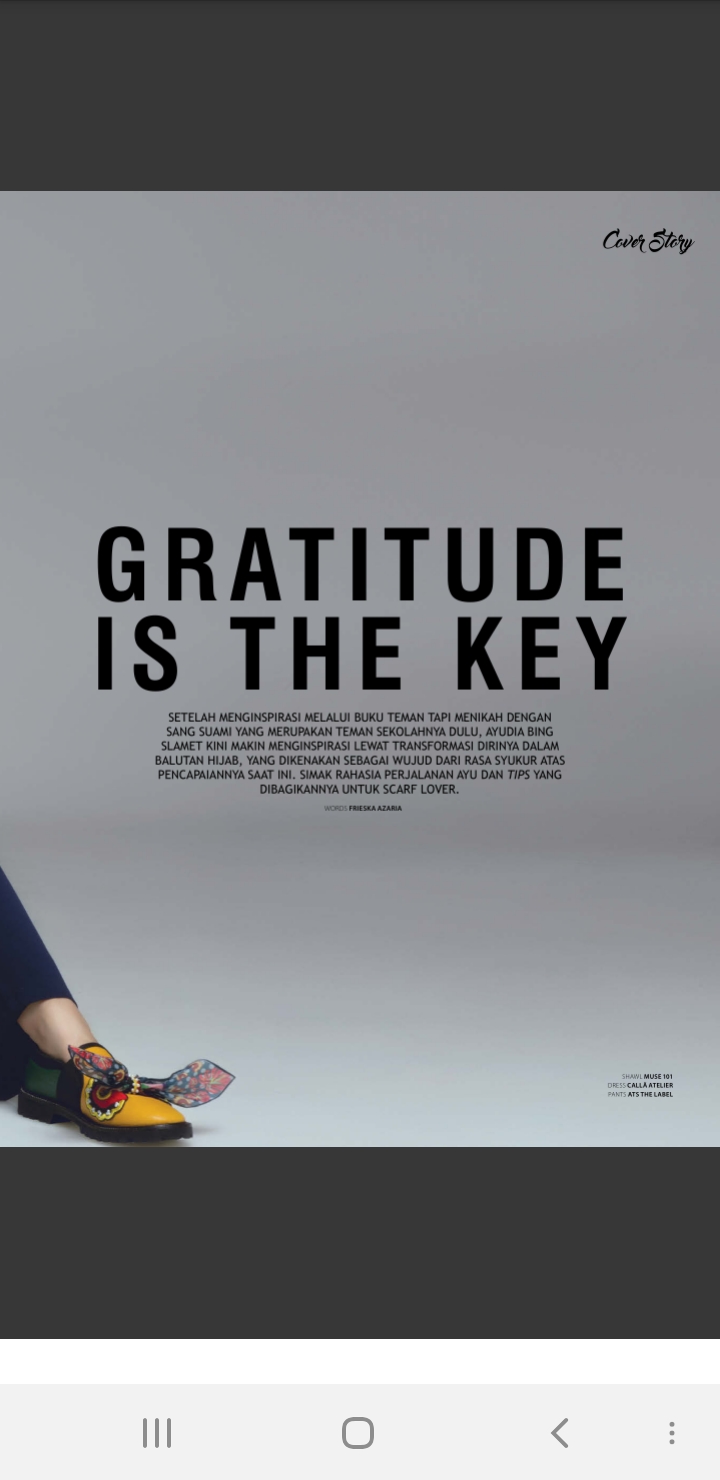 Cover Story
GRATITUDE
IS THE KEY
SETELAH MENGINSPIRASI MELALUI BUKU TEMAN TAPI MENIKAH DENGAN
SANG SUAMI YANG MERUPAKAN TEMAN SEKOLAHNYA DULU, AYUDIA BING
SLAMET KINI MAKIN MENGINSPIRASI LEWAT TRANSFORMASI DIRINYA DALAM
BALUTAN HIJAB, YANG DIKENAKAN SEBAGAI WUJUD DARI RASA SYUKUR ATAS
PENCAPAIANNYA SAAT INI. SIMAK RAHASIA PERJALANAN AYU DAN TIPS YANG
DIBAGIKANNYA UNTUK SCARF LOVER.
WORDS FRIESKA AZARIA
SHAWL MUSE 101
DRESS CALLÀ ATELIER
PANTS ATS THE LABEL